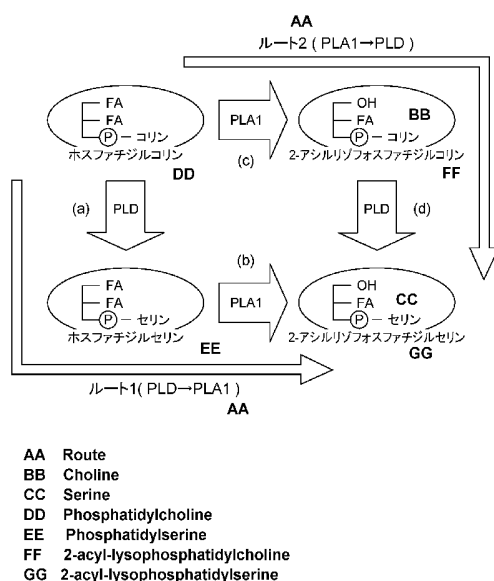 AA
ルート2 ( PLA1→PLD)
FA
FA
P － コリン
ホスファチジルコリン
DD
PLA1
(c)
OH
FA
P － コリン
BB
2-アシルリゾフォスファチジルコリン
FF
(a)
PLD
PLD
(d)
FA
FA
P － セリン
ホスファチジルセリン
EE
(b)
PLA1
OH
FA
P － セリン
CC
2-アシルリゾフォスファチジルセリン
GG
ルート1( PLD→PLA1)
AA
AA Route
BB Choline
CC Serine
DD Phosphatidylcholine
EE Phosphatidylserine
FF 2-acyl-lysophosphatidylcholine
GG 2-acyl-lysophosphatidylserine